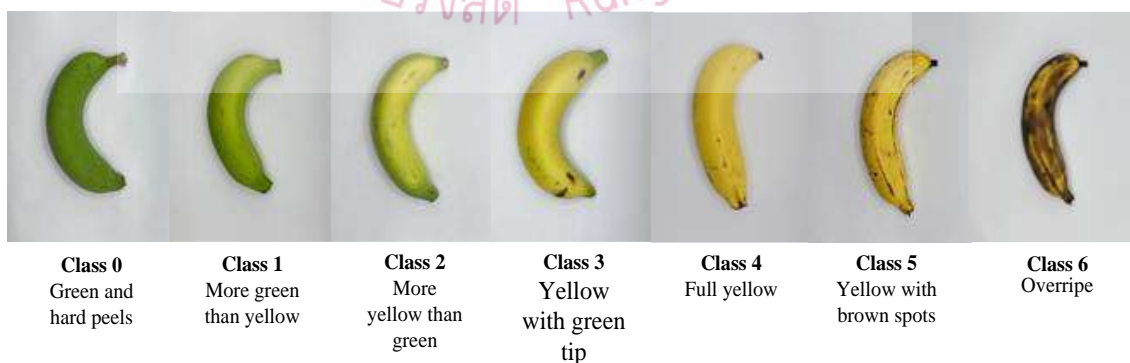 Class 0
Green and
hard peels
Class 1
More green
than yellow
Class 2
More
yellow than
green
Class 3
Yellow
with green
tip
Class 4
Full yellow
Class 5
Yellow with
brown spots
Class 6
Overripe